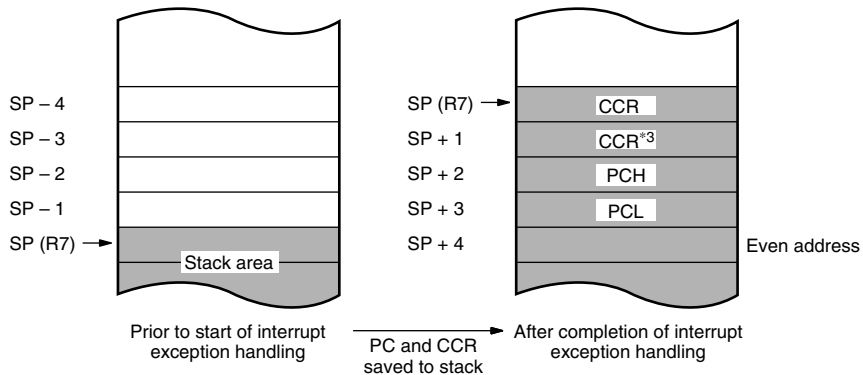 SP – 4
SP – 3
SP – 2
SP – 1
SP (R7)
Stack area
SP (R7)
SP + 1
SP + 2
SP + 3
SP + 4
CCR
CCR*3
PCH
PCL
Even address
Prior to start of interrupt
exception handling
PC and CCR
saved to stack
After completion of interrupt
exception handling